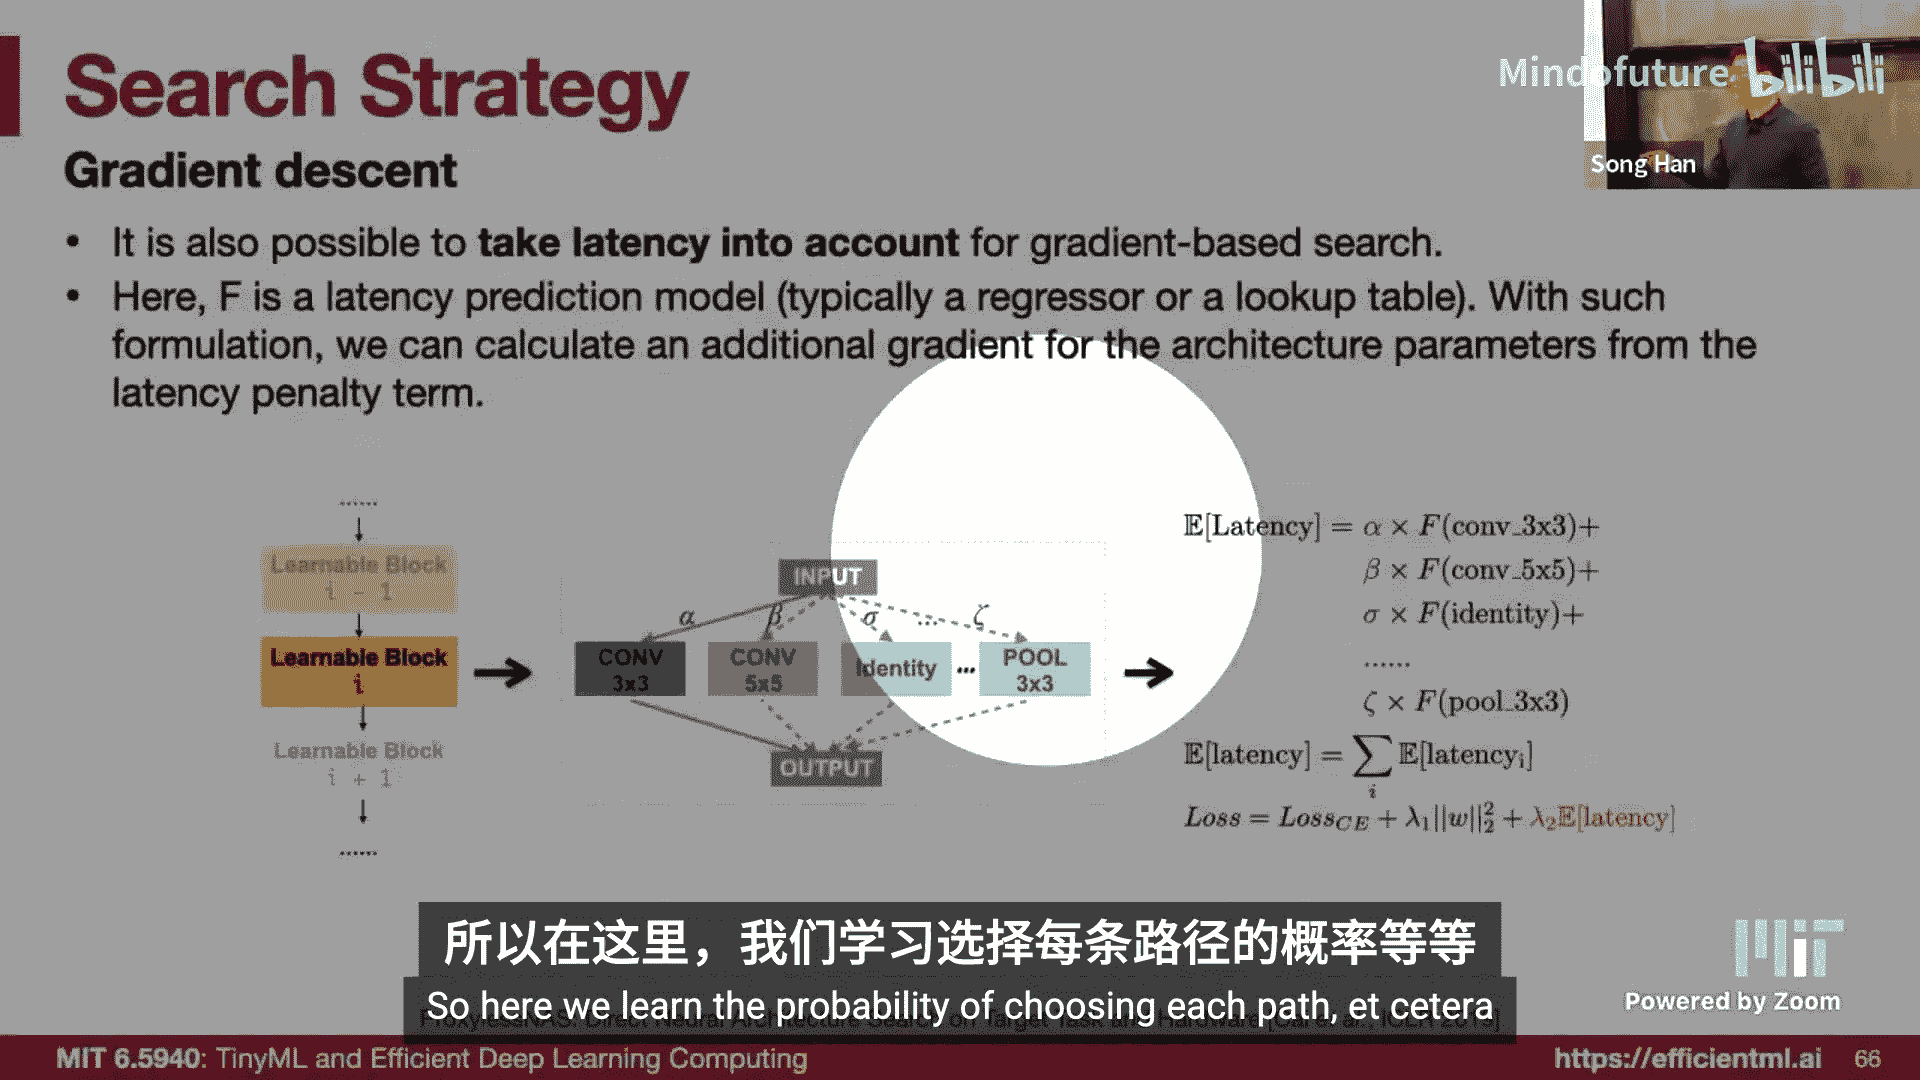 Search Strategy
Mindofuture bilibili
Song Han
Gradient descent
• It is also possible to take latency into account for gradient-based search.
• Here, F is a latency prediction model (typically a regressor or a lookup table). With such
formulation, we can calculate an additional gradient for the architecture parameters from the
latency penalty term.
......
Learnable Block
i - 1
Learnable Block
i
Learnable Block
i + 1
......
INPUT
α β σ ... ζ
CONV
3x3
CONV
5x5
Identity
...
POOL
3x3
OUTPUT
𝔼[Latency] = α × F(conv_3x3)+
β × F(conv_5x5)+
σ × F(identity)+
......
ζ × F(pool_3x3)
𝔼[latency] = ∑ᵢ 𝔼[latencyᵢ]
Loss = Loss_CE + λ₁||w||₂² + λ₂𝔼[latency]
所以在这里，我们学习选择每条路径的概率等等
So here we learn the probability of choosing each path, et cetera
MIT
Powered by Zoom
MIT 6.5940: TinyML and Efficient Deep Learning Computing
https://efficientml.ai
66